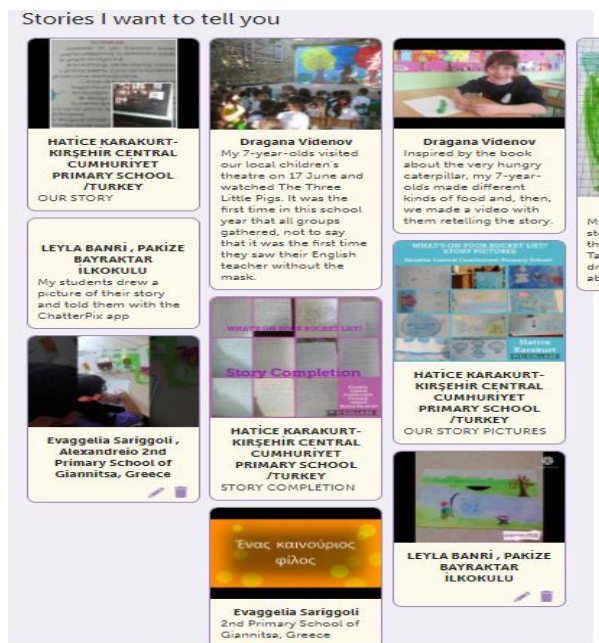 Stories I want to tell you
HATİCE KARAKURT-
KIRŞEHİR CENTRAL
CUMHURİYET
PRIMARY SCHOOL
/TURKEY
OUR STORY
LEYLA BANRİ , PAKİZE
BAYRAKTAR
İLKOKULU
My students drew a
picture of their story
and told them with the
ChatterPix app
Evaggelia Sariggoli ,
Alexandreio 2nd
Primary School of
Giannitsa, Greece
Dragana Videnov
My 7-year-olds visited
our local children's
theatre on 17 June and
watched The Three
Little Pigs. It was the
first time in this school
year that all groups
gathered, not to say
that it was the first time
they saw their English
teacher without the
mask.
WHAT'S ON YOUR BUCKET LIST?
Story Completion
HATİCE KARAKURT-
KIRŞEHİR CENTRAL
CUMHURİYET
PRIMARY SCHOOL
/TURKEY
STORY COMPLETION
Ένας καινούριος
φίλος
Evaggelia Sariggoli
2nd Primary School of
Giannitsa, Greece
Dragana Videnov
Inspired by the book
about the very hungry
caterpillar, my 7-year-
olds made different
kinds of food and, then,
we made a video with
them retelling the story.
WHAT'S ON YOUR BUCKET LIST?
STORY PICTURES
Kırşehir Central Cumhuriyet Primary School
Hatice
Karakurt
HATİCE KARAKURT-
KIRŞEHİR CENTRAL
CUMHURİYET
PRIMARY SCHOOL
/TURKEY
OUR STORY PICTURES
LEYLA BANRİ , PAKİZE
BAYRAKTAR
İLKOKULU